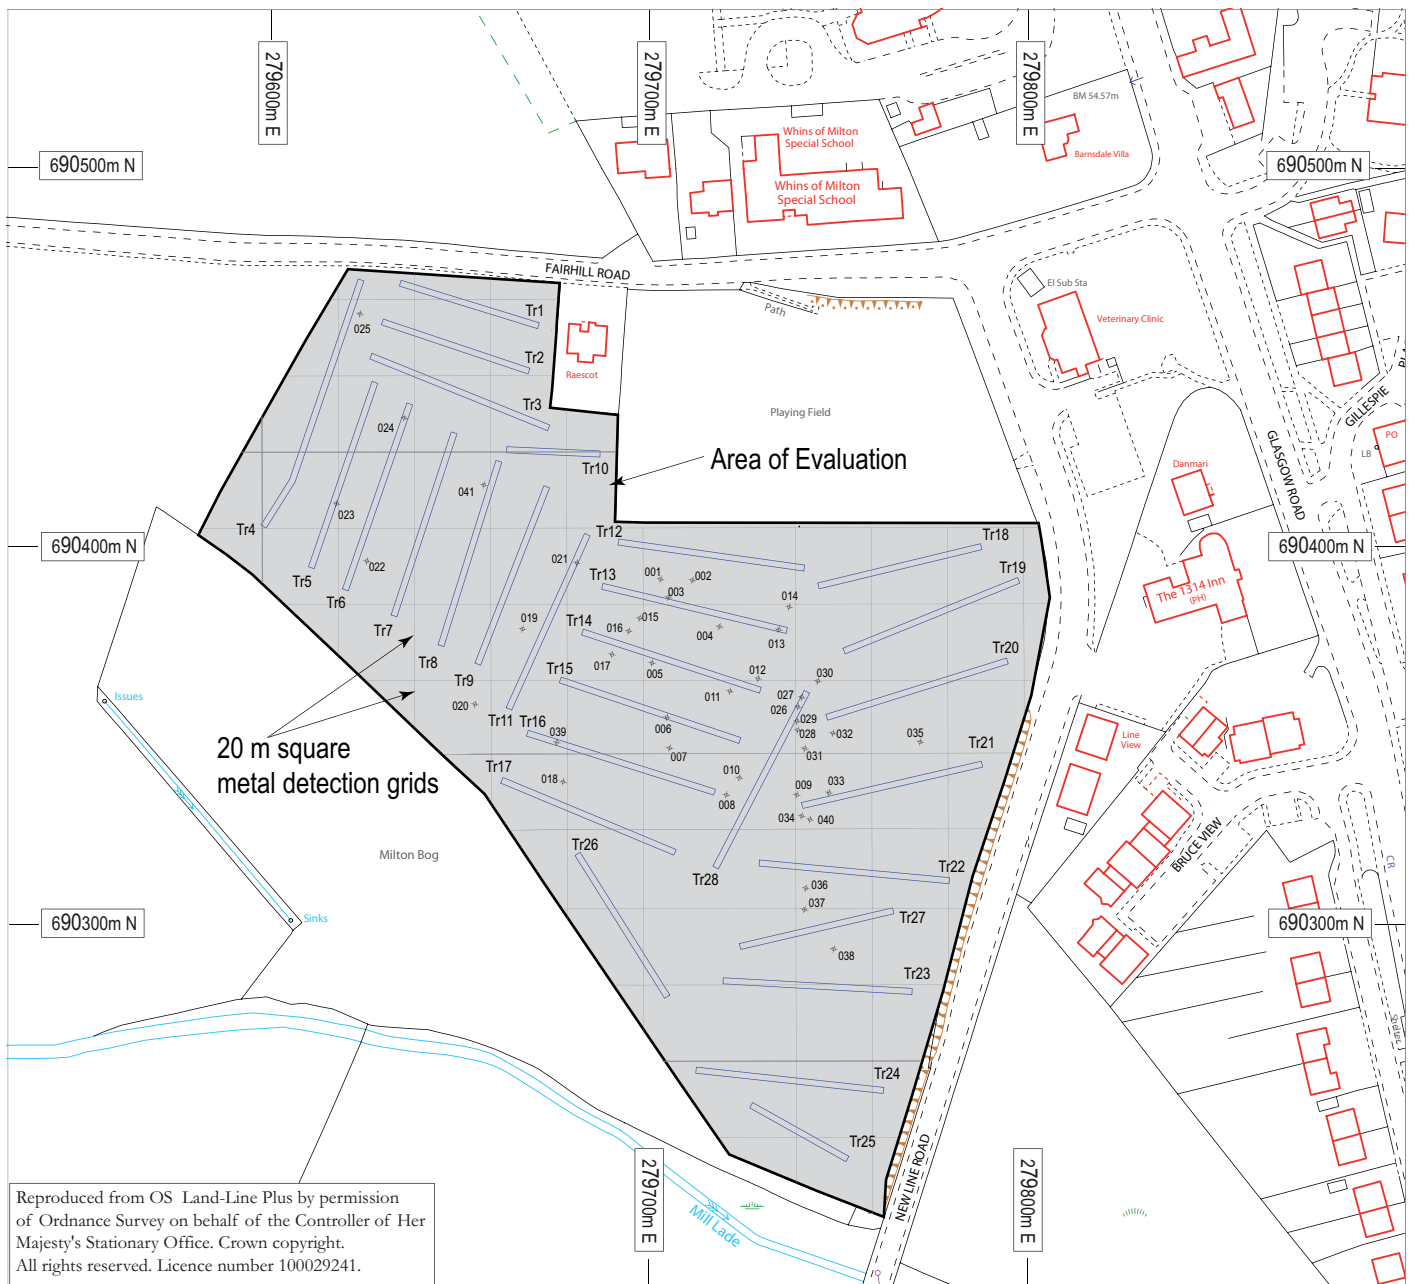 279600m E
279700m E
279800m E
BM 54.57m
Whins of Milton
Special School
Whins of Milton
Special School
Barnsdale Villa
690500m N
690500m N
FAIRHILL ROAD
El Sub Sta
Path
Veterinary Clinic
Tr1
025
Tr2
Raescot
Tr3
Playing Field
GILLESPIE
024
GLASGOW ROAD
PO
LB
Area of Evaluation
Tr10
Danmari
041
023
Tr4
Tr12
Tr18
690400m N
690400m N
021
022
Tr5
Tr13
001
002
Tr19
003
The 1314 Inn
(PH)
Tr6
014
015
Tr7
019
Tr14
016
004
013
017
Tr8
005
Tr20
Tr15
012
030
Tr9
011
027
Issues
020
026
Tr11
Tr16
006
029
028
032
035
Line
View
039
007
031
Tr21
20 m square
metal detection grids
Tr17
018
010
009
033
008
034
040
BRUCE VIEW
Tr26
Milton Bog
Tr28
Tr22
CR
036
037
Tr27
Sinks
690300m N
690300m N
038
Tr23
Shelter
Tr24
Tr25
NEW LINE ROAD
279700m E
279800m E
Mill Lade
Reproduced from OS Land-Line Plus by permission
of Ordnance Survey on behalf of the Controller of Her
Majesty's Stationary Office. Crown copyright.
All rights reserved. Licence number 100029241.